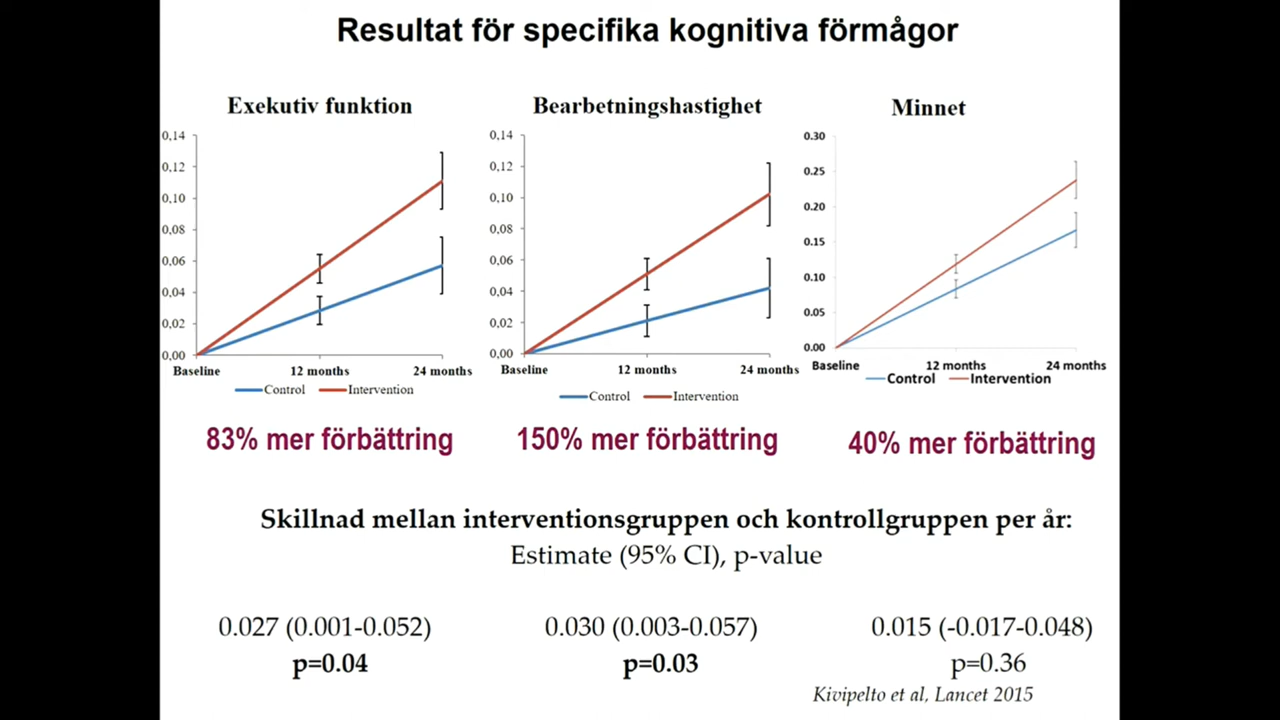 Resultat för specifika kognitiva förmågor
Exekutiv funktion
0,14
0,12
0,10
0,08
0,06
0,04
0,02
0,00
Baseline 12 months 24 months
Control Intervention
83% mer förbättring
Bearbetningshastighet
0,14
0,12
0,10
0,08
0,06
0,04
0,02
0,00
Baseline 12 months 24 months
Control Intervention
150% mer förbättring
Minnet
0.30
0.25
0.20
0.15
0.10
0.05
0.00
Baseline 12 months 24 months
Control Intervention
40% mer förbättring
Skillnad mellan interventionsgruppen och kontrollgruppen per år:
Estimate (95% CI), p-value
0.027 (0.001-0.052) 0.030 (0.003-0.057) 0.015 (-0.017-0.048)
p=0.04 p=0.03 p=0.36
Kivipelto et al, Lancet 2015